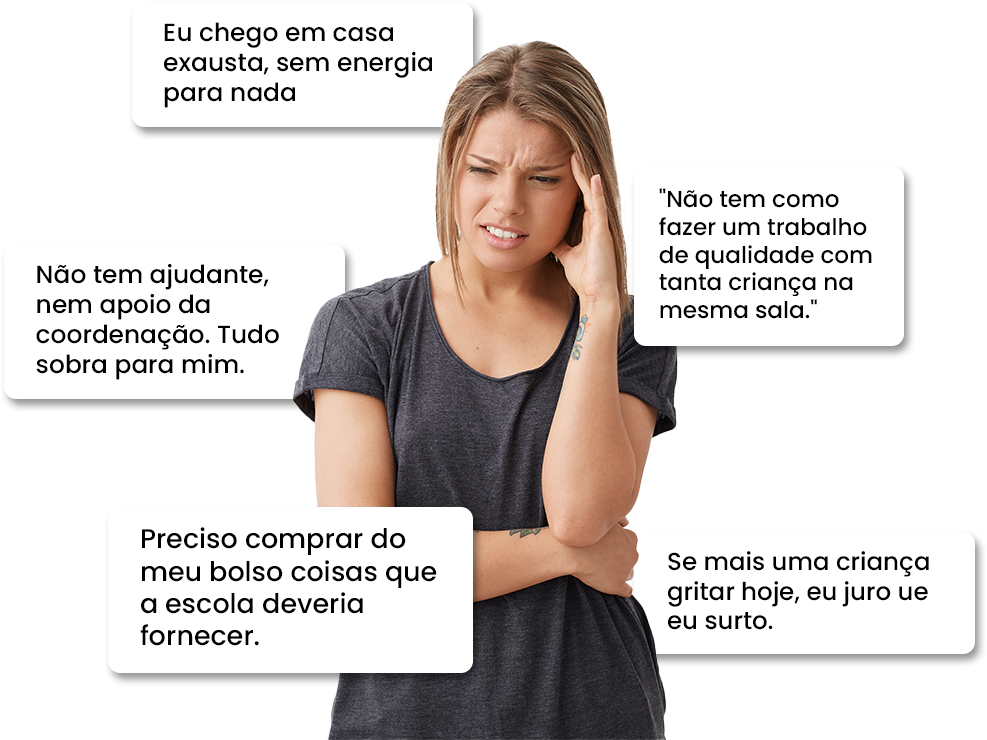 Eu chego em casa
exausta, sem energia
para nada
"Não tem como
fazer um trabalho
de qualidade com
tanta criança na
mesma sala."
Não tem ajudante,
nem apoio da
coordenação. Tudo
sobra para mim.
Preciso comprar do
meu bolso coisas que
a escola deveria
fornecer.
Se mais uma criança
gritar hoje, eu juro ue
eu surto.